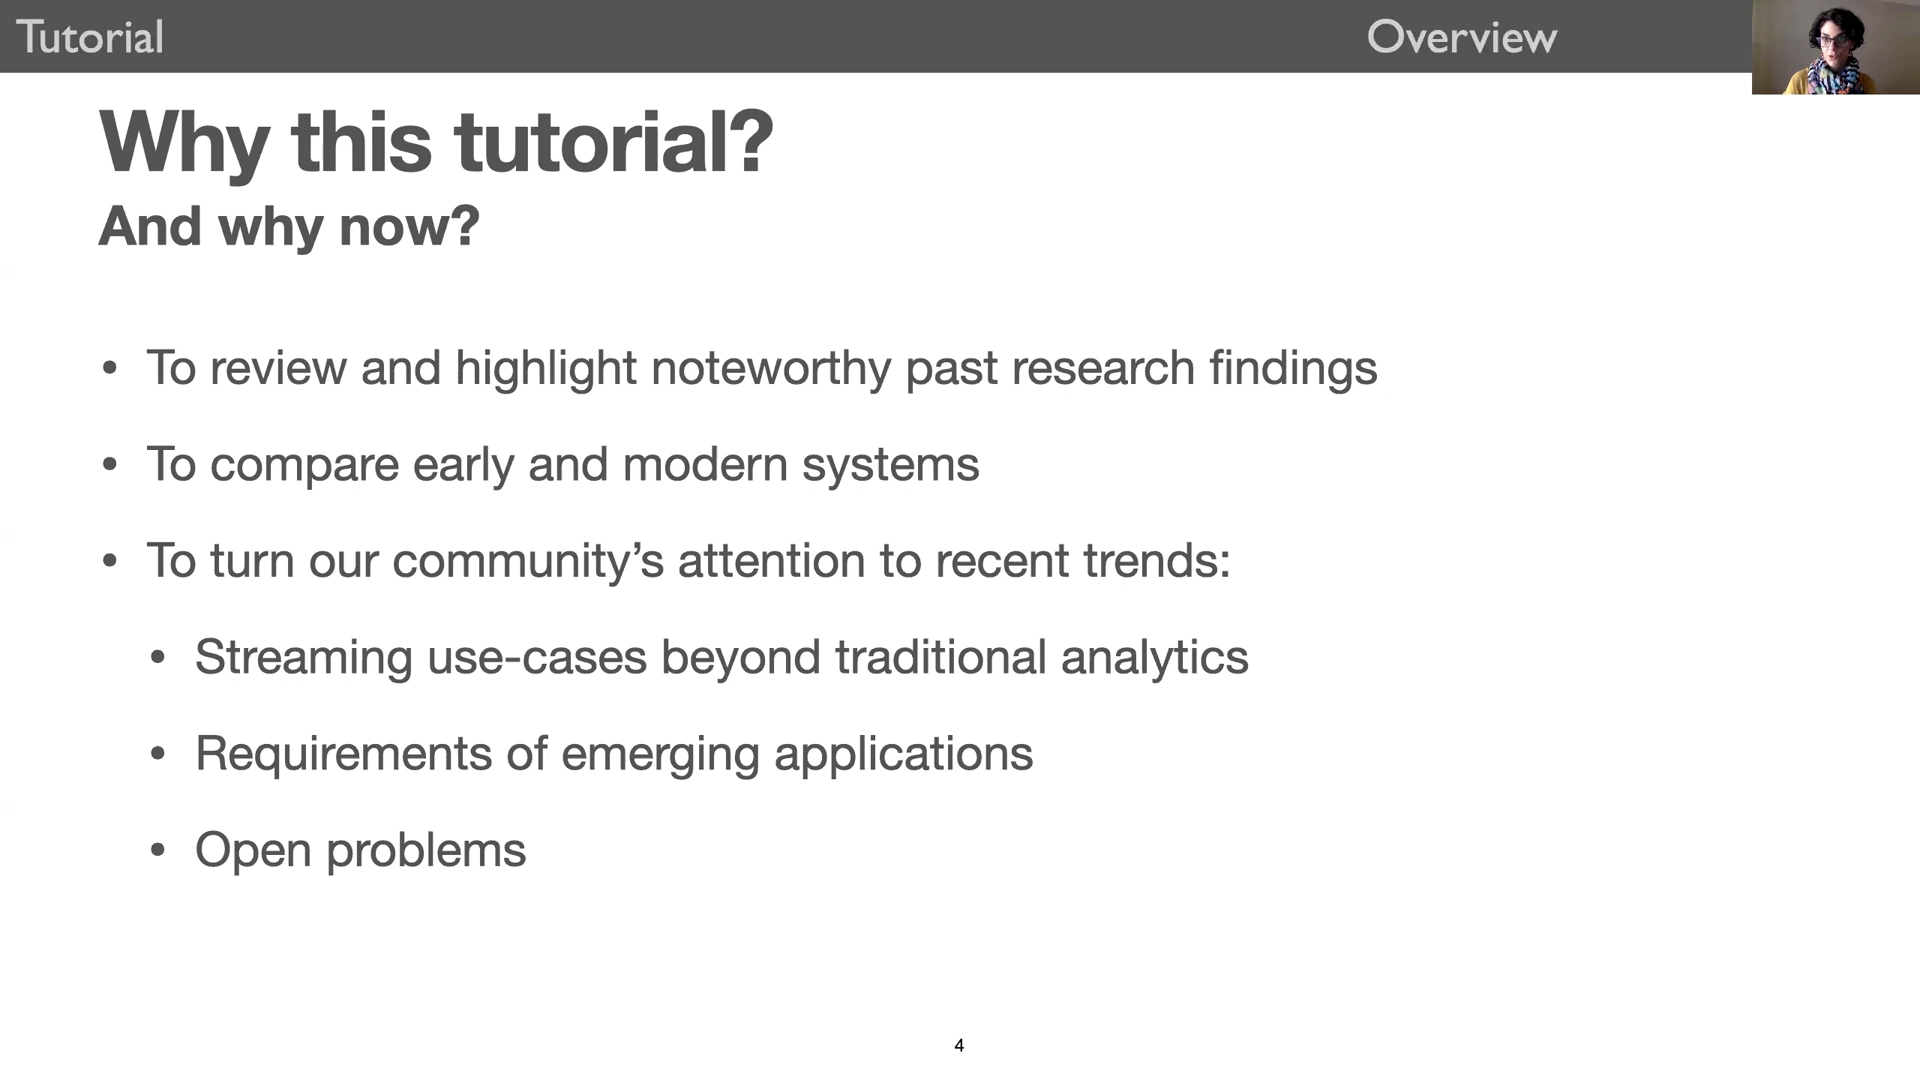 Tutorial
Overview
Why this tutorial?
And why now?
• To review and highlight noteworthy past research findings
• To compare early and modern systems
• To turn our community’s attention to recent trends:
• Streaming use-cases beyond traditional analytics
• Requirements of emerging applications
• Open problems
4